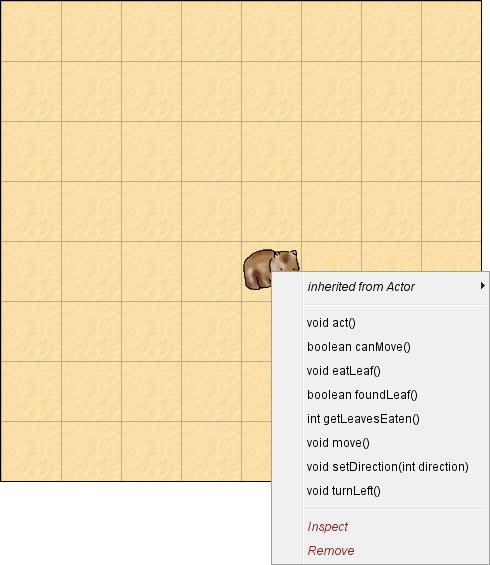 inherited from Actor
void act()
boolean canMove()
void eatLeaf()
boolean foundLeaf()
int getLeavesEaten()
void move()
void setDirection(int direction)
void turnLeft()
Inspect
Remove